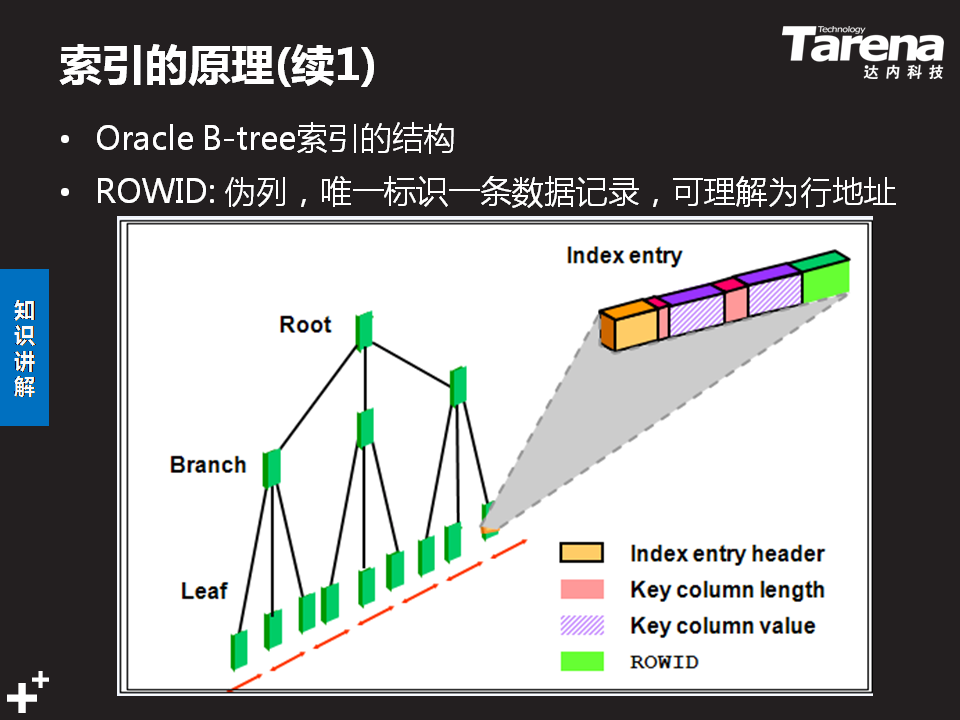 索引的原理(续1)
Technology
Tarena
达内科技
• Oracle B-tree索引的结构
• ROWID: 伪列，唯一标识一条数据记录，可理解为行地址
知识讲解
Index entry
Root
Branch
Leaf
Index entry header
Key column length
Key column value
ROWID